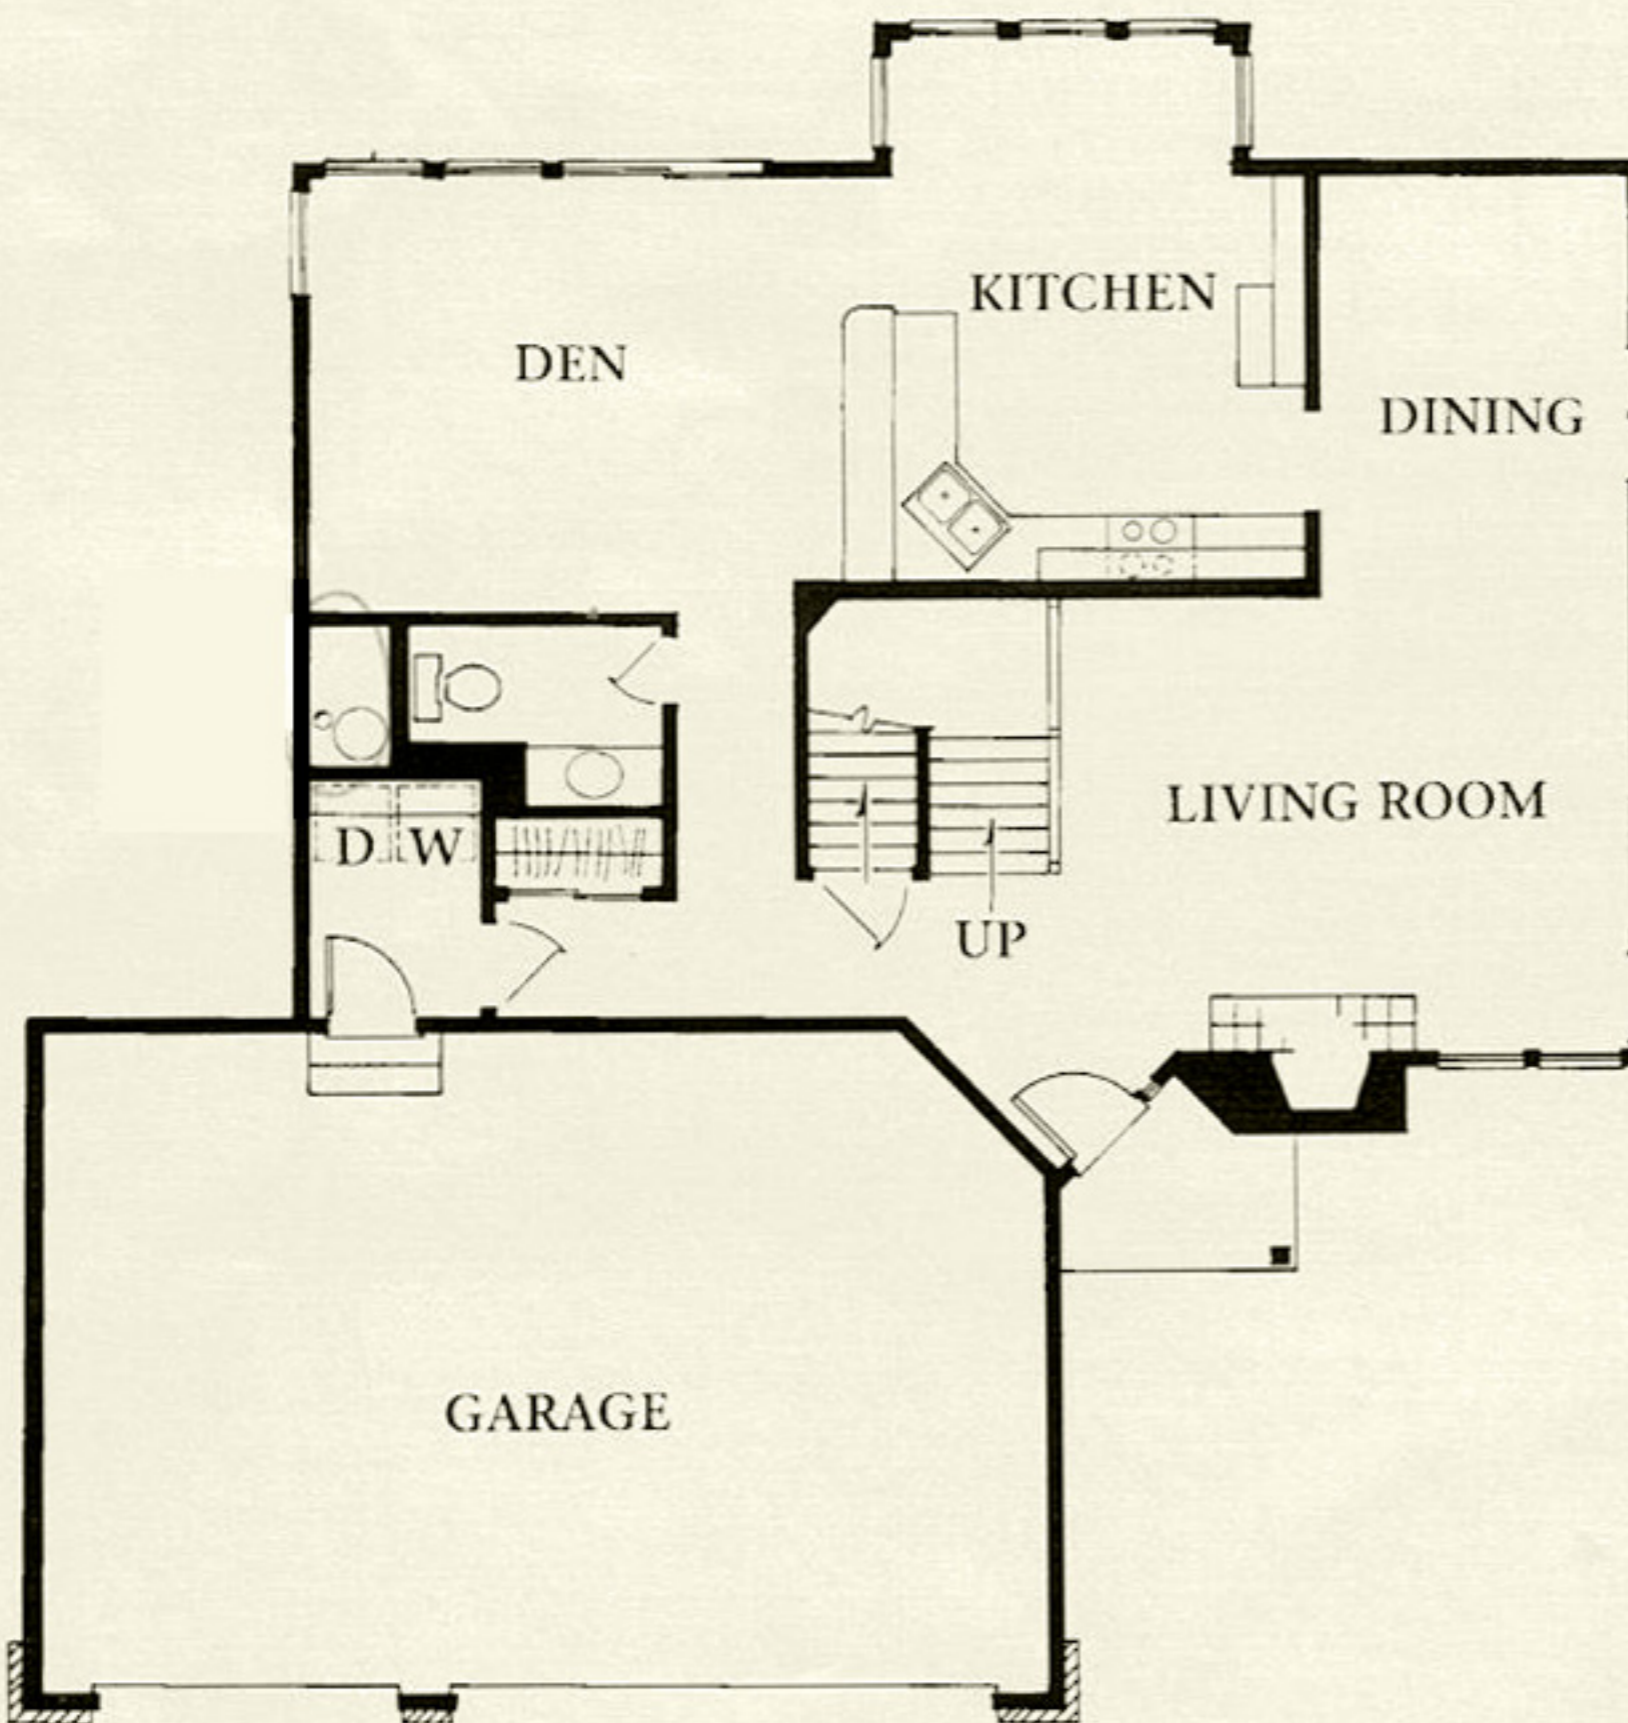 KITCHEN
DEN
DINING
LIVING ROOM
D W
UP
GARAGE